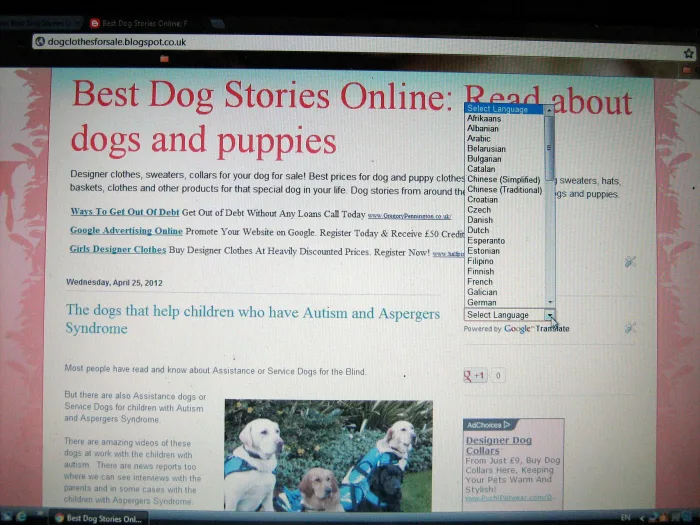 Best Dog Stories Online: F
dogclothesforsale.blogspot.co.uk
Best Dog Stories Online: Read about
dogs and puppies
Designer clothes, sweaters, collars for your dog for sale! Best prices for dog and puppy clothes sweaters, hats,
baskets, clothes and other products for that special dog in your life. Dog stories from around the gs and puppies.
Ways To Get Out Of Debt Get Out of Debt Without Any Loans Call Today www.GregoryPennington.co.uk/
Google Advertising Online Promote Your Website on Google. Register Today & Receive £50 Credit
Girls Designer Clothes Buy Designer Clothes At Heavily Discounted Prices. Register Now!
Select Language
Afrikaans
Albanian
Arabic
Belarusian
Bulgarian
Catalan
Chinese (Simplified)
Chinese (Traditional)
Croatian
Czech
Danish
Dutch
Esperanto
Estonian
Filipino
Finnish
French
Galician
German
Select Language
Powered by Google™ Translate
Wednesday, April 25, 2012
The dogs that help children who have Autism and Aspergers
Syndrome
Most people have read and know about Assistance or Service Dogs for the Blind.
But there are also Assistance dogs or
Service Dogs for children with Autism
and Aspergers Syndrome.
There are amazing videos of these
dogs at work with the children with
autism. There are news reports too
where we can see interviews with the
parents and in some cases with the
children with Aspergers Syndrome.
g +1 0
AdChoices
Designer Dog
Collars
From Just £9, Buy Dog
Collars Here, Keeping
Your Pets Warm And
Stylish!
Best Dog Stories Onl...
EN